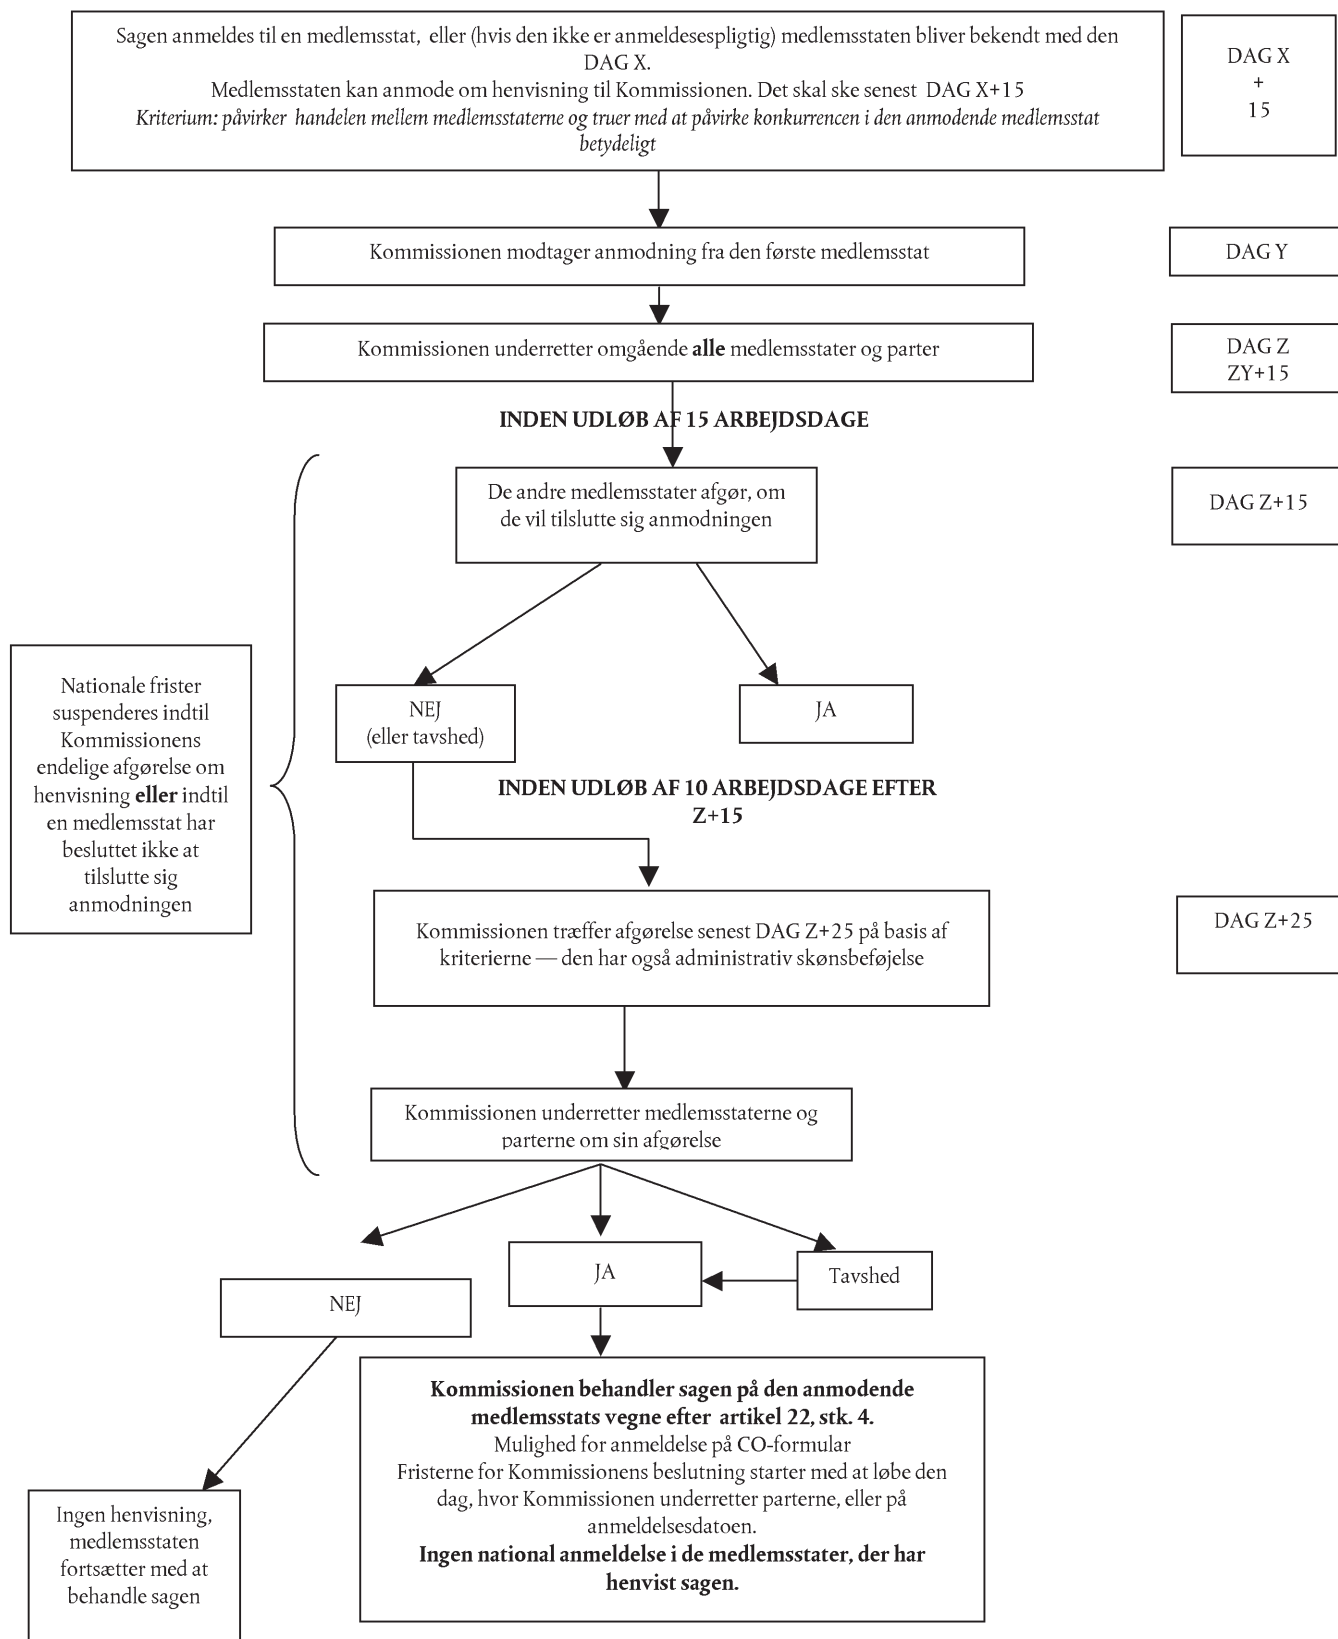 Sagen anmeldes til en medlemsstat, eller (hvis den ikke er anmeldesespligtig) medlemsstaten bliver bekendt med den
DAG X.
Medlemsstaten kan anmode om henvisning til Kommissionen. Det skal ske senest DAG X+15
Kriterium: påvirker handelen mellem medlemsstaterne og truer med at påvirke konkurrencen i den anmodende medlemsstat
betydeligt
DAG X
+
15
Kommissionen modtager anmodning fra den første medlemsstat
DAG Y
Kommissionen underretter omgående alle medlemsstater og parter
DAG Z
ZY+15
INDEN UDLØB AF 15 ARBEJDSDAGE
De andre medlemsstater afgør, om
de vil tilslutte sig anmodningen
DAG Z+15
Nationale frister
suspenderes indtil
Kommissionens
endelige afgørelse om
henvisning eller indtil
en medlemsstat har
besluttet ikke at
tilslutte sig
anmodningen
NEJ
(eller tavshed)
JA
INDEN UDLØB AF 10 ARBEJDSDAGE EFTER
Z+15
Kommissionen træffer afgørelse senest DAG Z+25 på basis af
kriterierne — den har også administrativ skønsbeføjelse
DAG Z+25
Kommissionen underretter medlemsstaterne og
parterne om sin afgørelse
NEJ
JA
Tavshed
Kommissionen behandler sagen på den anmodende
medlemsstats vegne efter artikel 22, stk. 4.
Mulighed for anmeldelse på CO-formular
Fristerne for Kommissionens beslutning starter med at løbe den
dag, hvor Kommissionen underretter parterne, eller på
anmeldelsesdatoen.
Ingen national anmeldelse i de medlemsstater, der har
henvist sagen.
Ingen henvisning,
medlemsstaten
fortsætter med at
behandle sagen